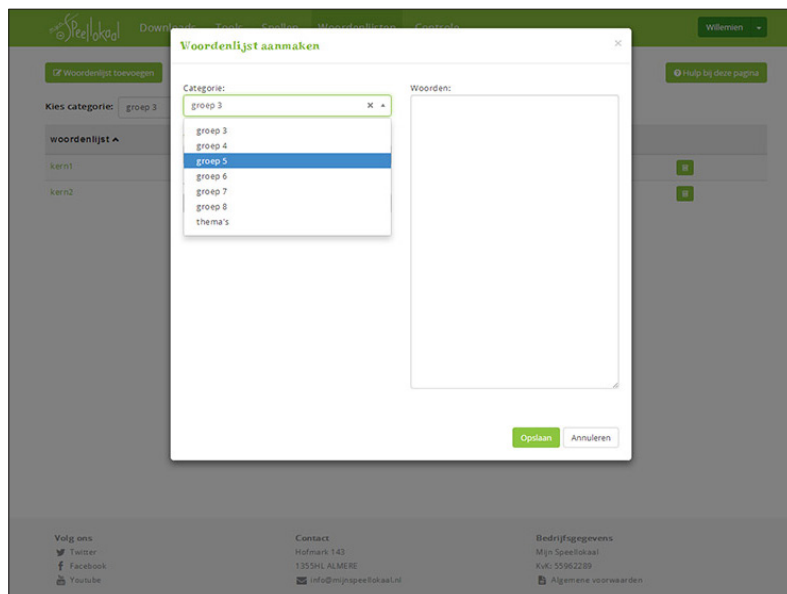 mijn Speellokaal
Downloads Tools Spellen Woordenlijsten Controle
Willemien
Woordenlijst aanmaken
×
Woordenlijst toevoegen
Hulp bij deze pagina
Categorie:
Woorden:
Kies categorie: groep 3
groep 3
groep 3
groep 4
groep 5
groep 6
groep 7
groep 8
thema's
woordenlijst
kern1
kern2
Opslaan
Annuleren
Volg ons
Twitter
Facebook
Youtube
Contact
Hofmark 143
1355HL ALMERE
info@mijnspeellokaal.nl
Bedrijfsgegevens
Mijn Speellokaal
KvK: 55962289
Algemene voorwaarden